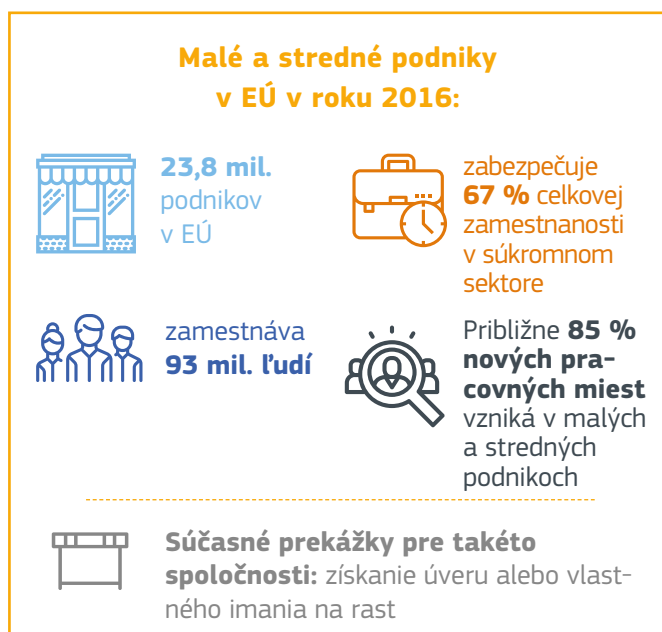 Malé a stredné podniky
v EÚ v roku 2016:
23,8 mil.
podnikov
v EÚ
zabezpečuje
67 % celkovej
zamestnanosti
v súkromnom
sektore
zamestnáva
93 mil. ľudí
Približne 85 %
nových pra-
covných miest
vzniká v malých
a stredných
podnikoch
Súčasné prekážky pre takéto
spoločnosti: získanie úveru alebo vlast-
ného imania na rast